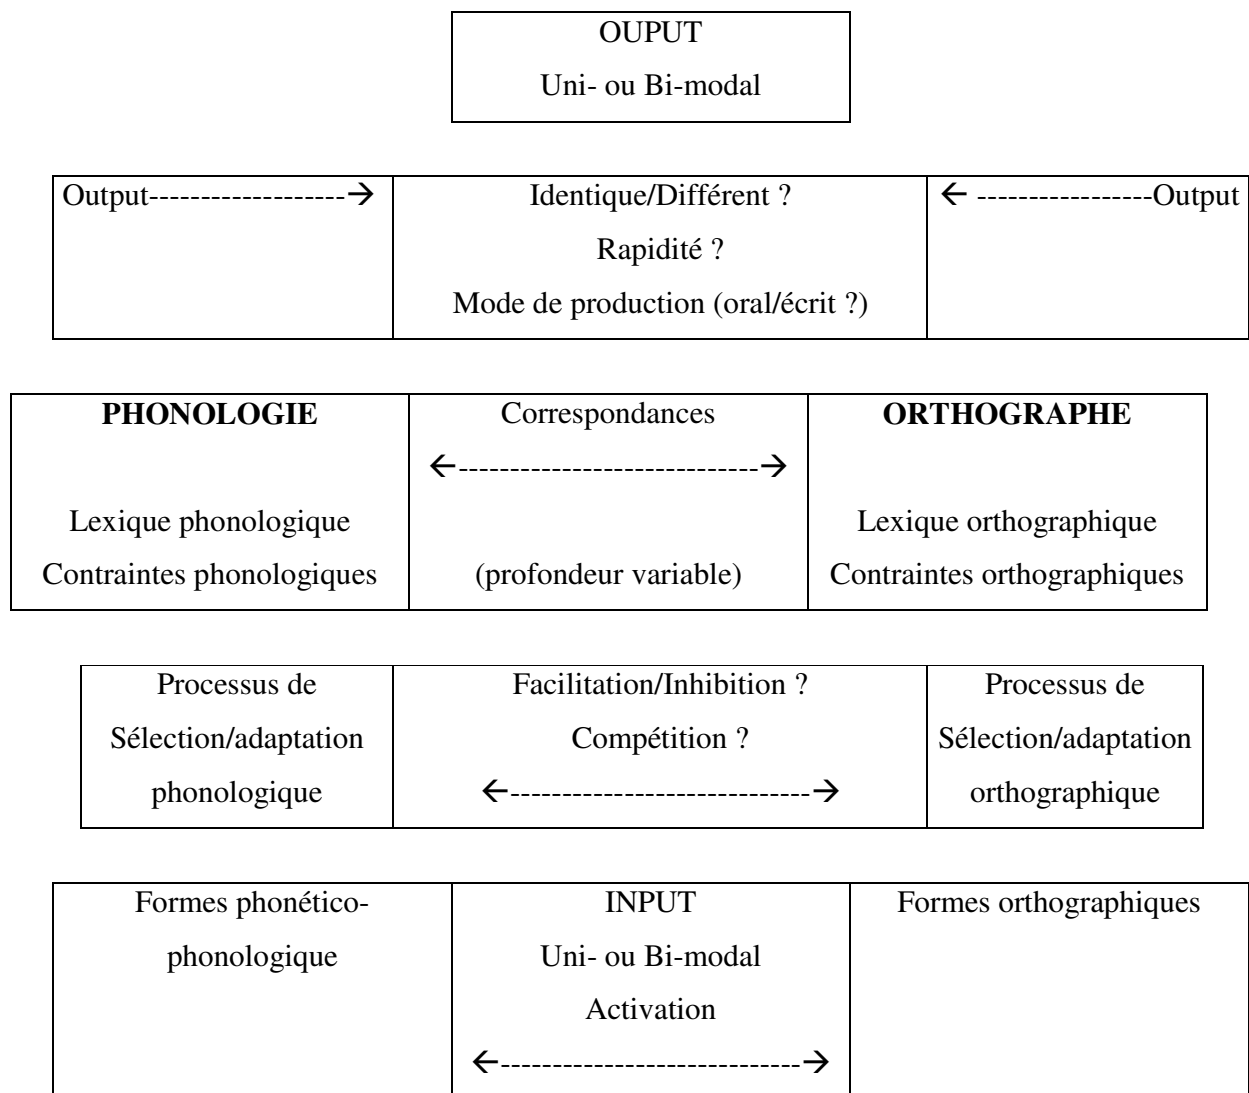 OUPUT
Uni- ou Bi-modal
Output-------------------→ Identique/Différent ? ← -----------------Output
Rapidité ?
Mode de production (oral/écrit ?)
PHONOLOGIE Correspondances ORTHOGRAPHE
←-----------------------------→
Lexique phonologique Lexique orthographique
Contraintes phonologiques (profondeur variable) Contraintes orthographiques
Processus de Facilitation/Inhibition ? Processus de
Sélection/adaptation Compétition ? Sélection/adaptation
phonologique ←-----------------------------→ orthographique
Formes phonético- INPUT Formes orthographiques
phonologique Uni- ou Bi-modal
Activation
←-----------------------------→